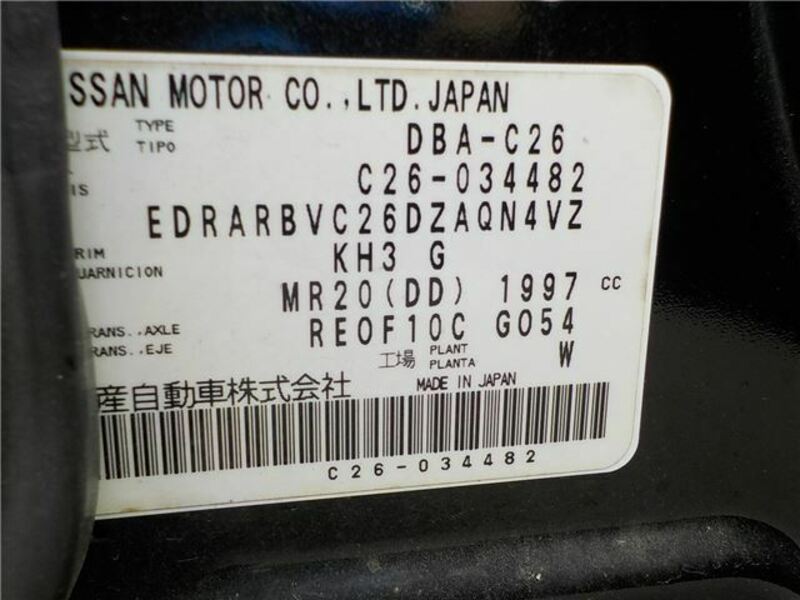 SSAN MOTOR CO.,LTD.JAPAN
型式 TYPE TIPO DBA-C26
IS C26-034482
EDRARBVC26DZAQN4VZ
RIM UARNICION KH3 G
MR20(DD) 1997 CC
RANS..AXLE RANS..EJE RE0F10C G054
工場 PLANT PLANTA W
産自動車株式会社 MADE IN JAPAN
C26-034482